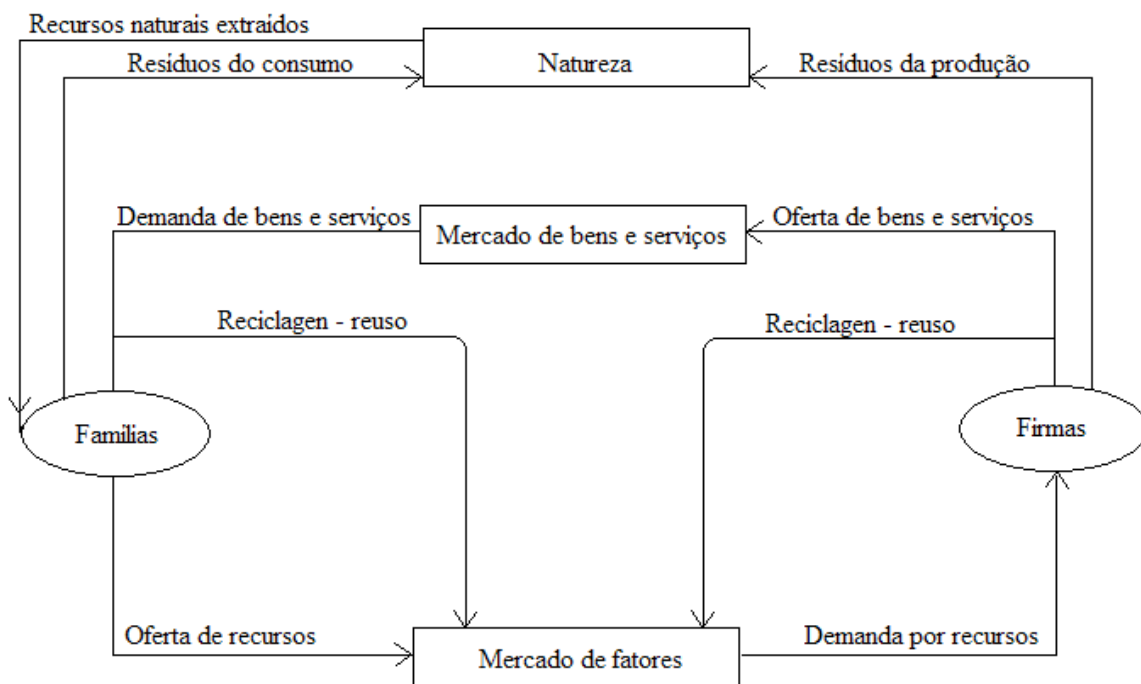 Recursos naturais extraídos
Resíduos do consumo
Natureza
Resíduos da produção
Demanda de bens e serviços
Mercado de bens e serviços
Oferta de bens e serviços
Reciclagen - reuso
Reciclagen - reuso
Famílias
Firmas
Oferta de recursos
Mercado de fatores
Demanda por recursos